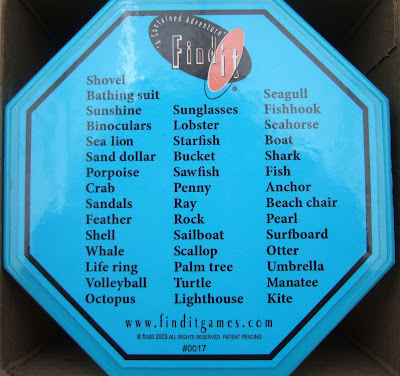 A Contained Adventure
Find it
®
Shovel
Bathing suit
Sunshine
Binoculars
Sea lion
Sand dollar
Porpoise
Crab
Sandals
Feather
Shell
Whale
Life ring
Volleyball
Octopus
Sunglasses
Lobster
Starfish
Bucket
Sawfish
Penny
Ray
Rock
Sailboat
Scallop
Palm tree
Turtle
Lighthouse
Seagull
Fishhook
Seahorse
Boat
Shark
Fish
Anchor
Beach chair
Pearl
Surfboard
Otter
Umbrella
Manatee
Kite
www.finditgames.com
© findit 2003 ALL RIGHTS RESERVED PATENT PENDING
#0017